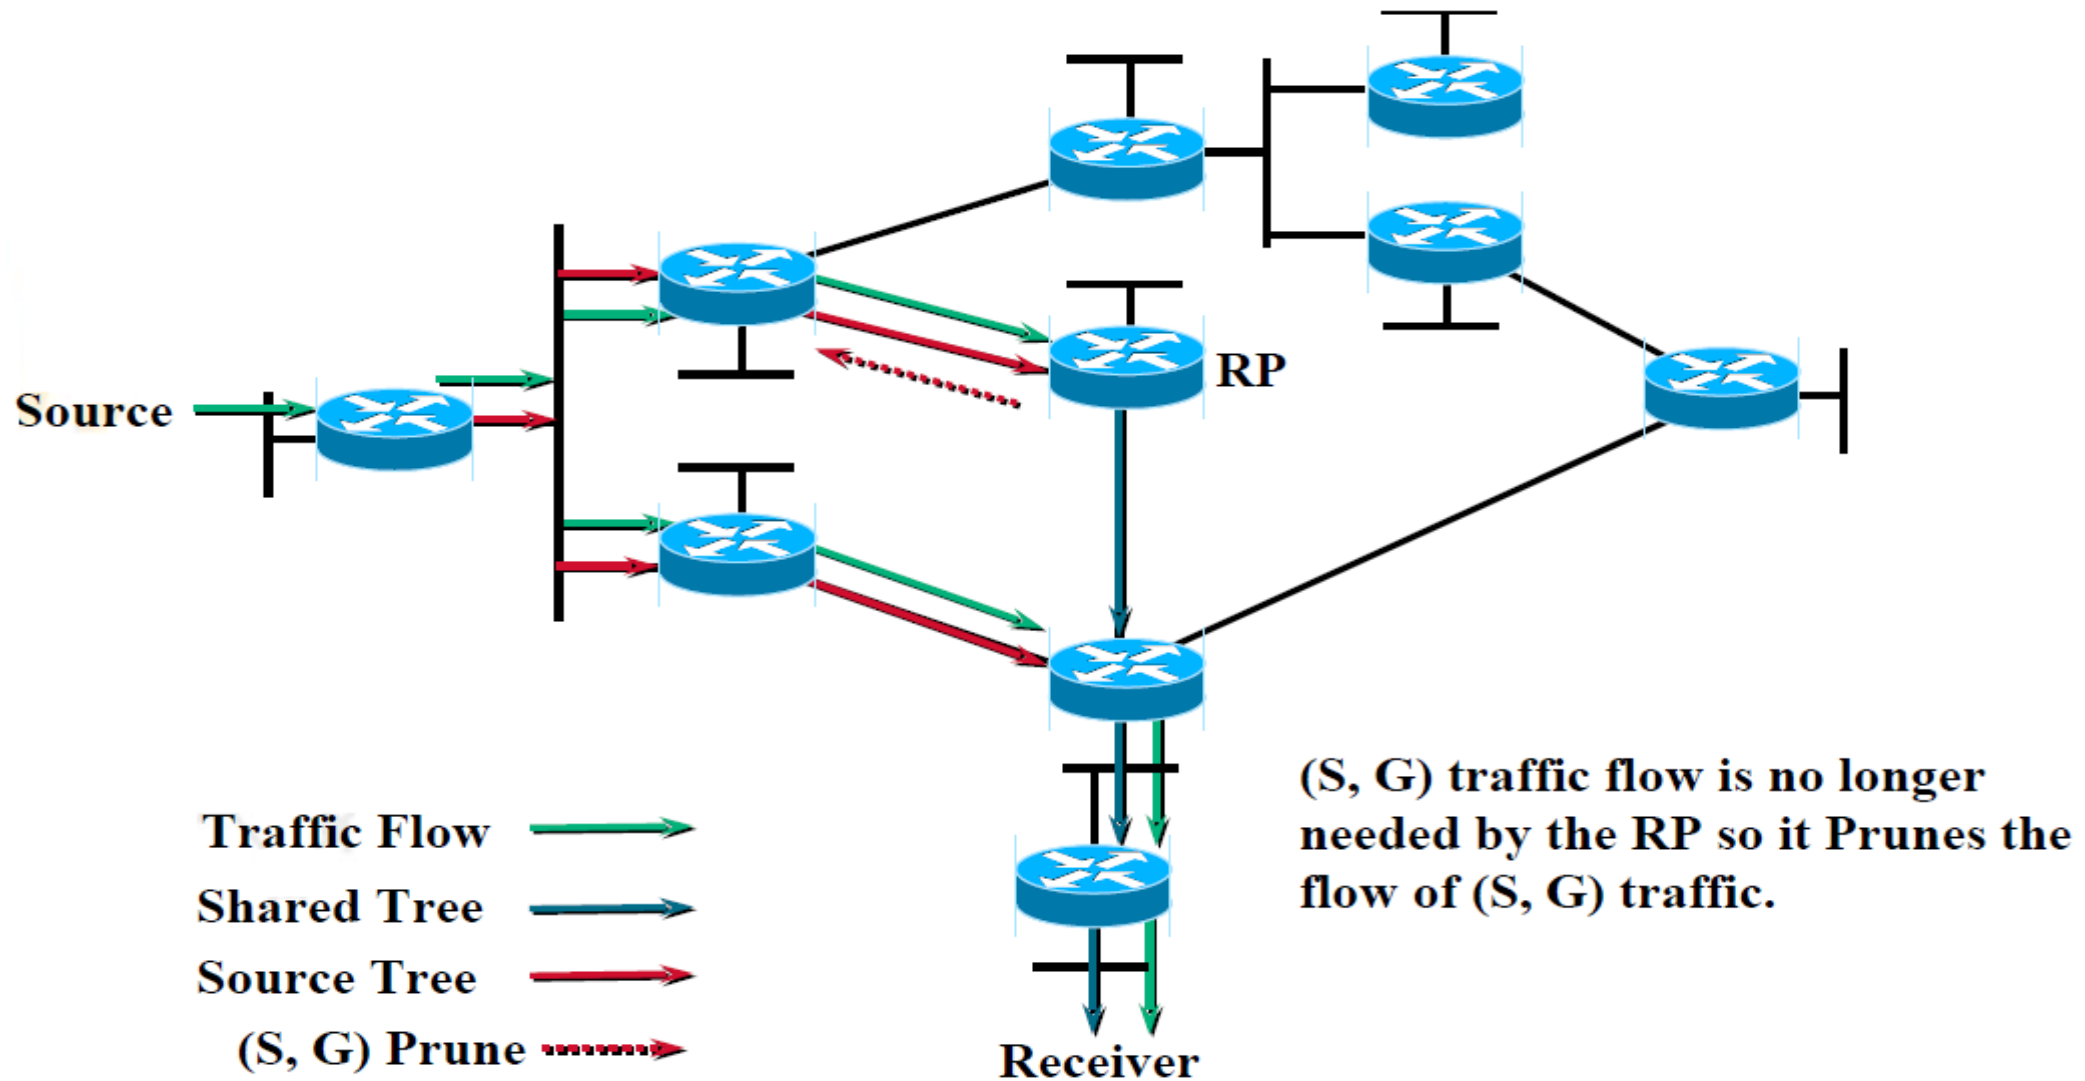 RP
Source
(S, G) traffic flow is no longer
needed by the RP so it Prunes the
flow of (S, G) traffic.
Traffic Flow
Shared Tree
Source Tree
(S, G) Prune
Receiver